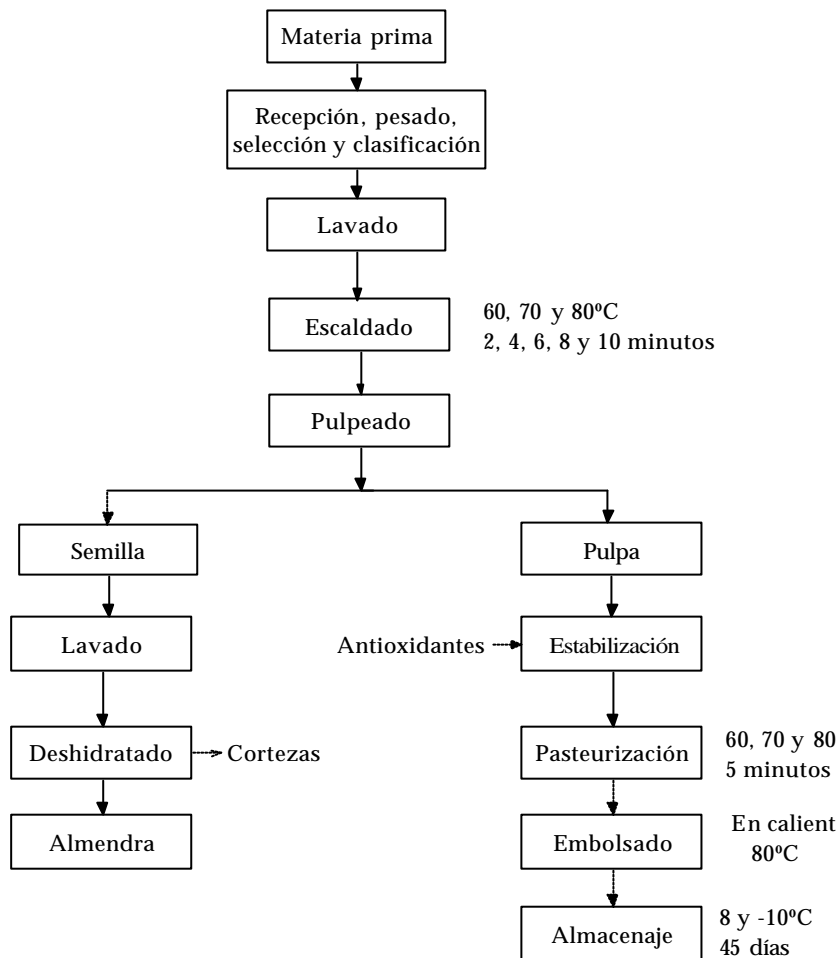 Materia prima
Recepción, pesado,
selección y clasificación
Lavado
Escaldado
60, 70 y 80ºC
2, 4, 6, 8 y 10 minutos
Pulpeado
Semilla
Pulpa
Lavado
Antioxidantes
Estabilización
Deshidratado
Cortezas
Pasteurización
60, 70 y 80
5 minutos
Almendra
Embolsado
En calient
80ºC
Almacenaje
8 y -10ºC
45 días